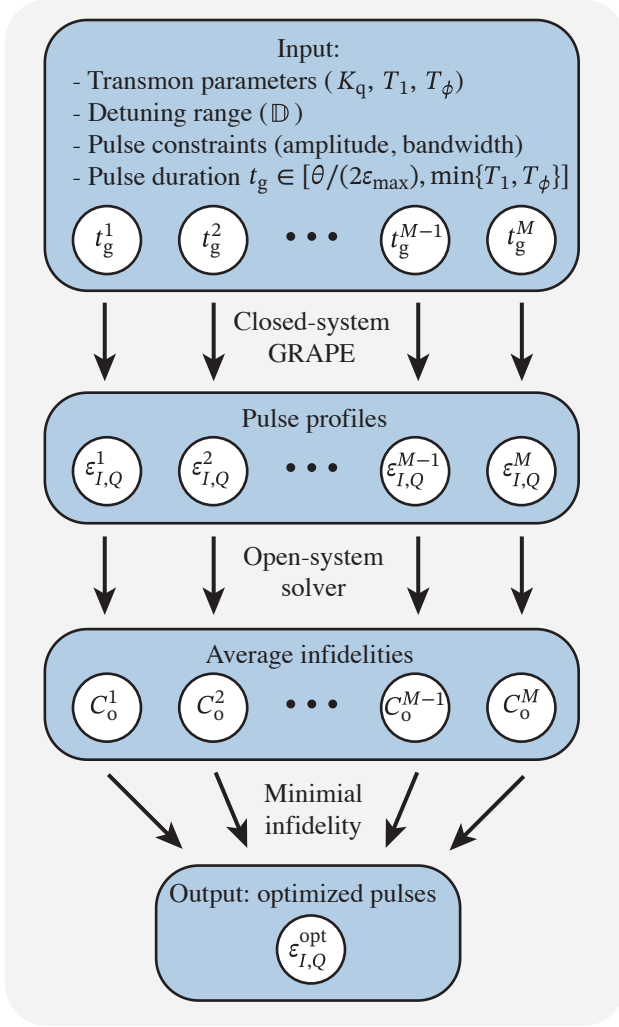 Input:
- Transmon parameters ( K_q, T_1, T_ϕ)
- Detuning range ( 𝔻 )
- Pulse constraints (amplitude, bandwidth)
- Pulse duration t_g ∈ [θ/(2ε_max), min{T_1, T_ϕ}]
t_g^1 t_g^2 • • • t_g^{M−1} t_g^M
Closed-system
GRAPE
Pulse profiles
ε_{I,Q}^1 ε_{I,Q}^2 • • • ε_{I,Q}^{M−1} ε_{I,Q}^M
Open-system
solver
Average infidelities
C_o^1 C_o^2 • • • C_o^{M−1} C_o^M
Minimial
infidelity
Output: optimized pulses
ε_{I,Q}^{opt}